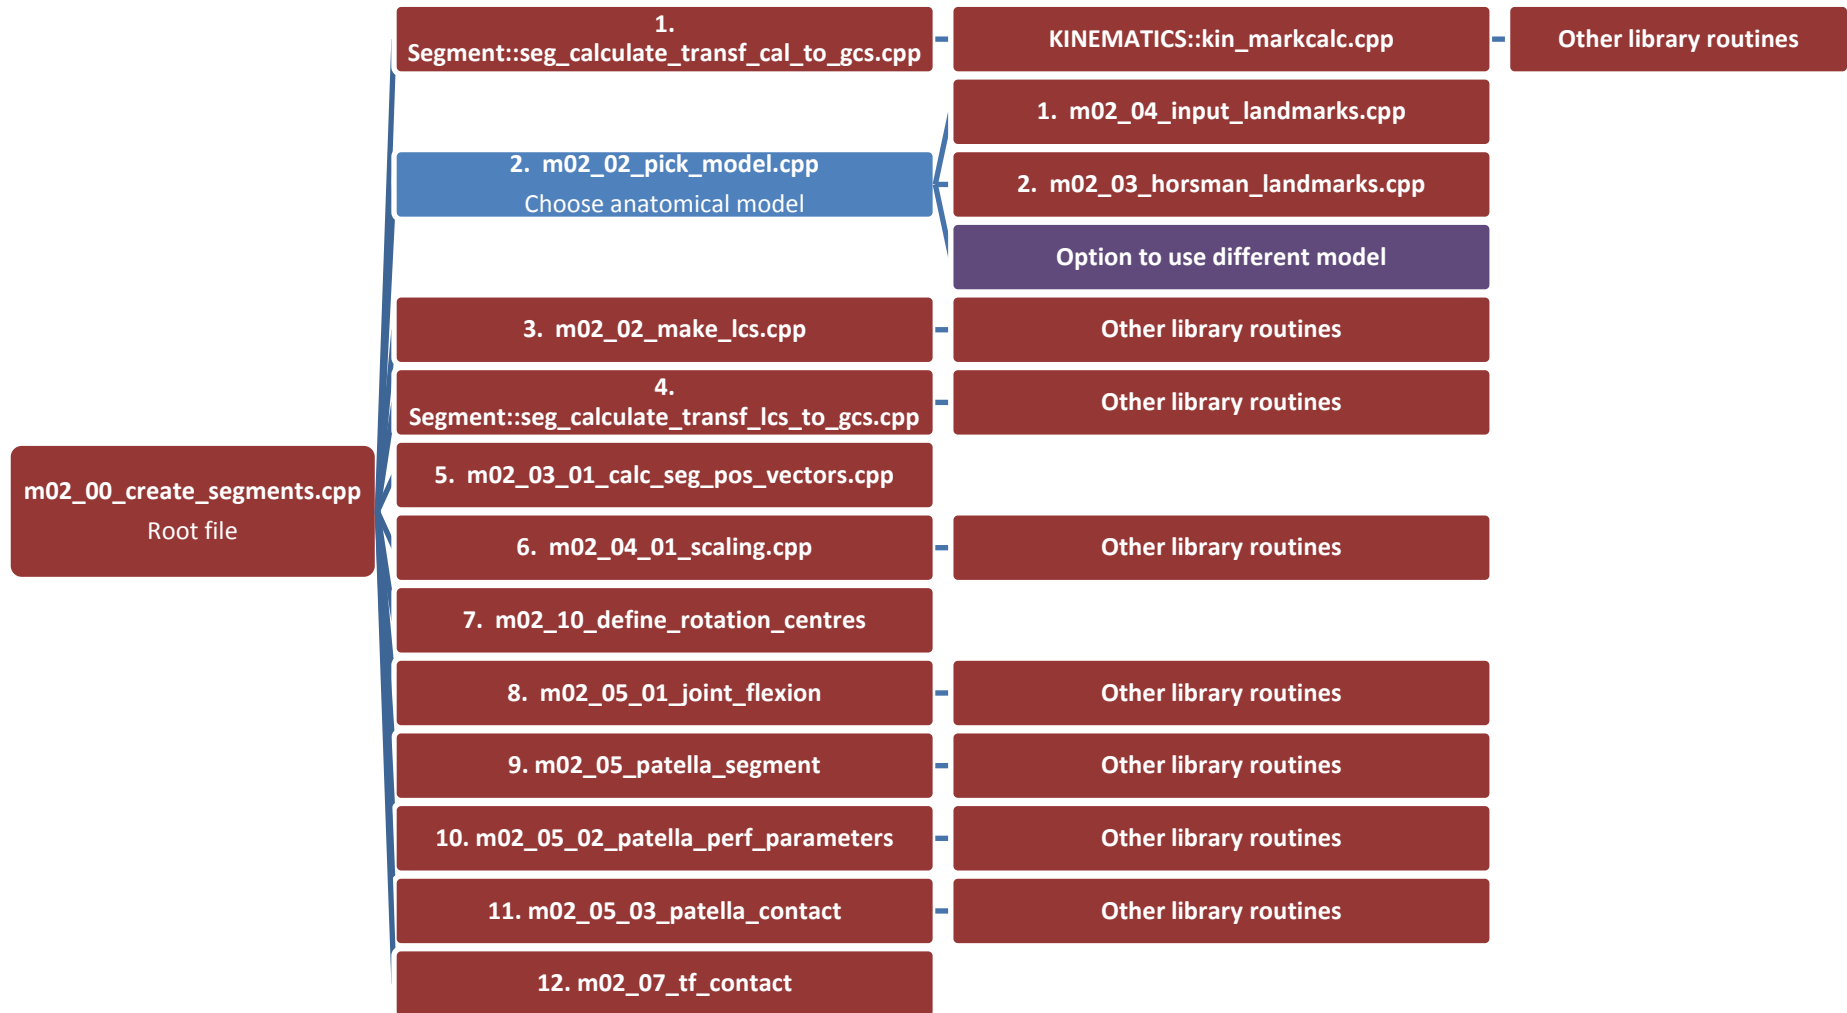 m02_00_create_segments.cpp
Root file
1.
Segment::seg_calculate_transf_cal_to_gcs.cpp
KINEMATICS::kin_markcalc.cpp
Other library routines
2. m02_02_pick_model.cpp
Choose anatomical model
1. m02_04_input_landmarks.cpp
2. m02_03_horsman_landmarks.cpp
Option to use different model
3. m02_02_make_lcs.cpp
Other library routines
4.
Segment::seg_calculate_transf_lcs_to_gcs.cpp
Other library routines
5. m02_03_01_calc_seg_pos_vectors.cpp
6. m02_04_01_scaling.cpp
Other library routines
7. m02_10_define_rotation_centres
8. m02_05_01_joint_flexion
Other library routines
9. m02_05_patella_segment
Other library routines
10. m02_05_02_patella_perf_parameters
Other library routines
11. m02_05_03_patella_contact
Other library routines
12. m02_07_tf_contact